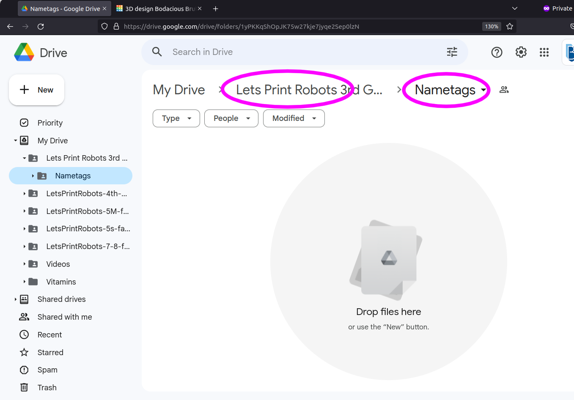 Nametags - Google Drive
3D design Bodacious Br
Private
https://drive.google.com/drive/folders/1yPKKqShOpJK75w27kje7jyqe2Sep0lzN
130%
Drive
Search in Drive
New
My Drive > Lets Print Robots 3rd G... > Nametags
Type People Modified
Priority
My Drive
Lets Print Robots 3rd ...
Nametags
LetsPrintRobots-4th-...
LetsPrintRobots-5M-f...
LetsPrintRobots-5s-fa...
LetsPrintRobots-7-8-f...
Videos
Vitamins
Shared drives
Shared with me
Recent
Starred
Spam
Trash
Drop files here
or use the “New” button.